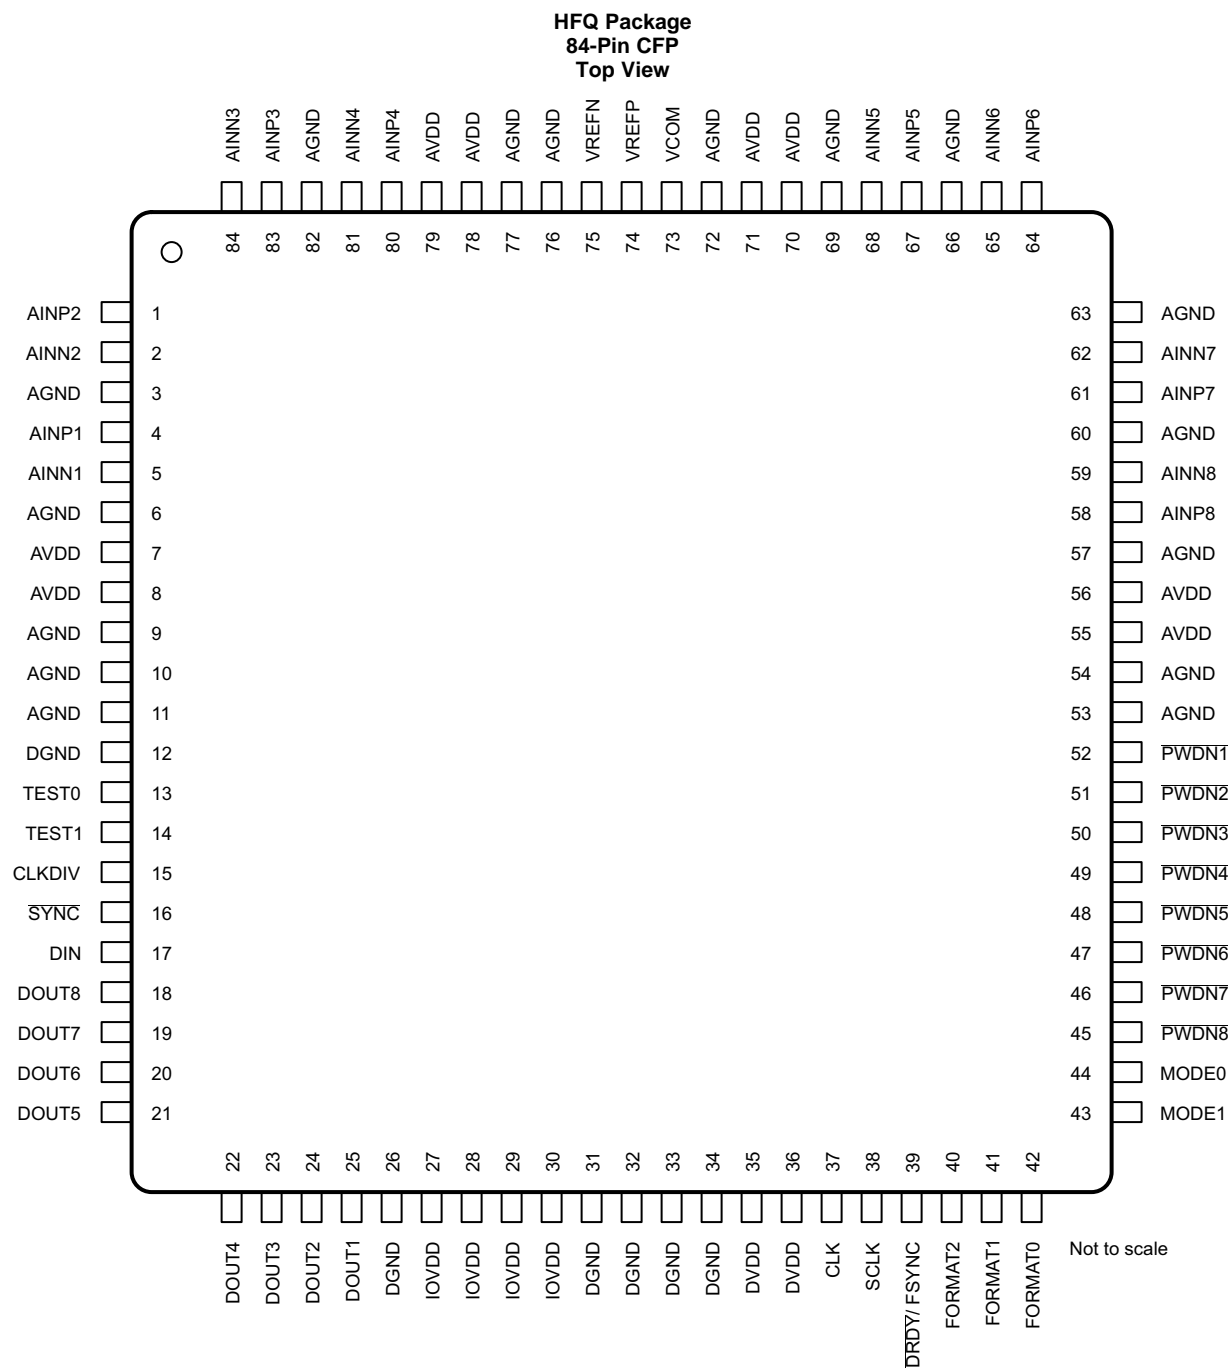 HFQ Package
84-Pin CFP
Top View
AINN3
AINP3
AGND
AINN4
AINP4
AVDD
AVDD
AGND
AGND
VREFN
VREFP
VCOM
AGND
AVDD
AVDD
AGND
AINN5
AINP5
AGND
AINN6
AINP6
84
83
82
81
80
79
78
77
76
75
74
73
72
71
70
69
68
67
66
65
64
AINP2 1
AINN2 2
AGND 3
AINP1 4
AINN1 5
AGND 6
AVDD 7
AVDD 8
AGND 9
AGND 10
AGND 11
DGND 12
TEST0 13
TEST1 14
CLKDIV 15
SYNC 16
DIN 17
DOUT8 18
DOUT7 19
DOUT6 20
DOUT5 21
63 AGND
62 AINN7
61 AINP7
60 AGND
59 AINN8
58 AINP8
57 AGND
56 AVDD
55 AVDD
54 AGND
53 AGND
52 PWDN1
51 PWDN2
50 PWDN3
49 PWDN4
48 PWDN5
47 PWDN6
46 PWDN7
45 PWDN8
44 MODE0
43 MODE1
22
23
24
25
26
27
28
29
30
31
32
33
34
35
36
37
38
39
40
41
42
DOUT4
DOUT3
DOUT2
DOUT1
DGND
IOVDD
IOVDD
IOVDD
IOVDD
DGND
DGND
DGND
DGND
DVDD
DVDD
CLK
SCLK
DRDY/ FSYNC
FORMAT2
FORMAT1
FORMAT0
Not to scale